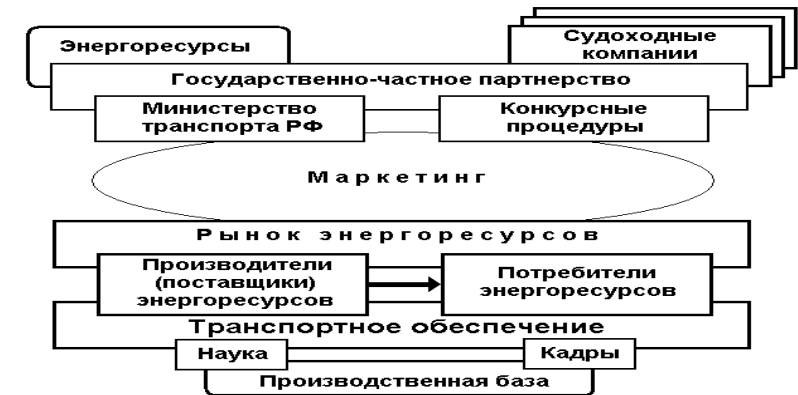 Энергоресурсы
Судоходные
компании
Государственно-частное партнерство
Министерство
транспорта РФ
Конкурсные
процедуры
Маркетинг
Рынок энергоресурсов
Производители
(поставщики)
энергоресурсов
Потребители
энергоресурсов
Транспортное обеспечение
Наука
Кадры
Производственная база